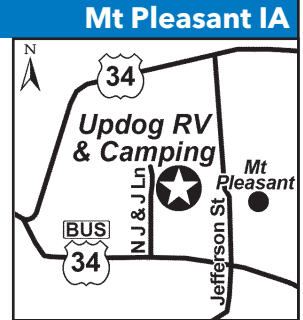 Mt Pleasant IA
N
34
Updog RV
& Camping
Mt
Pleasant
N J & J Ln
Jefferson St
BUS
34